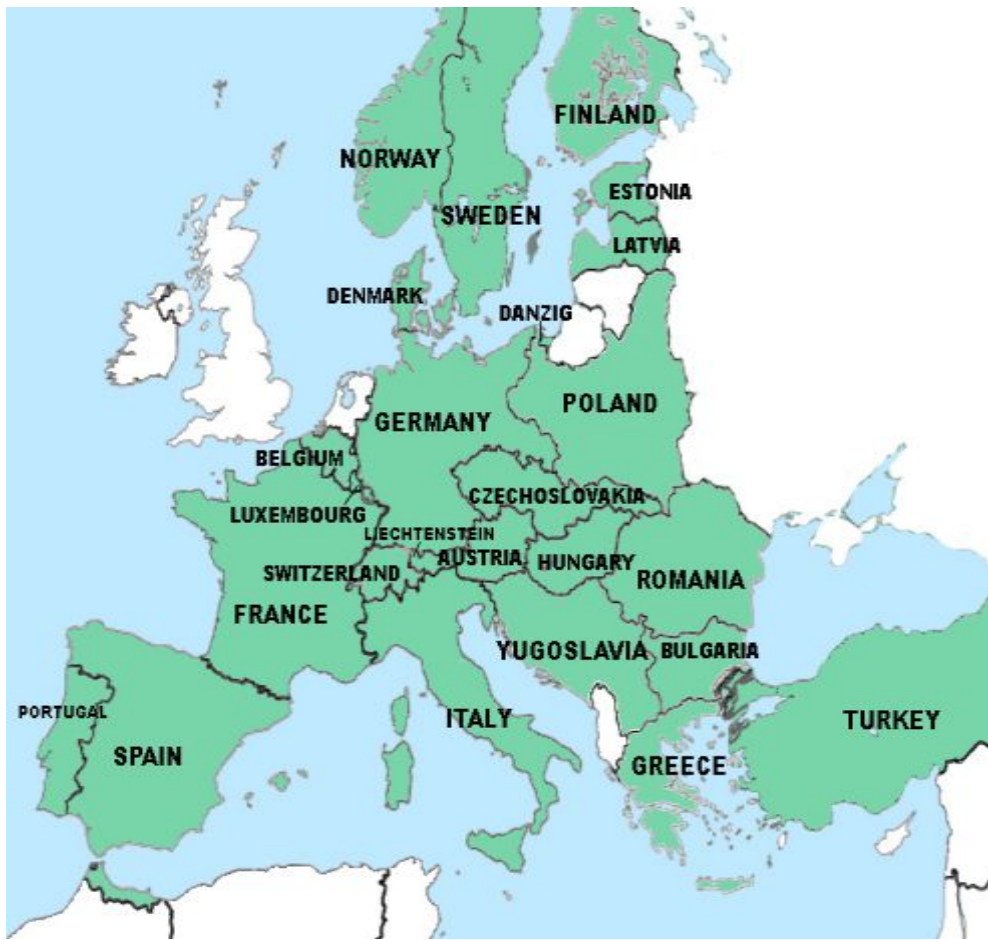 FINLAND
NORWAY
ESTONIA
SWEDEN
LATVIA
DENMARK
DANZIG
POLAND
GERMANY
BELGIUM
CZECHOSLOVAKIA
LUXEMBOURG
LIECHTENSTEIN
AUSTRIA
HUNGARY
SWITZERLAND
ROMANIA
FRANCE
YUGOSLAVIA
BULGARIA
PORTUGAL
ITALY
TURKEY
SPAIN
GREECE